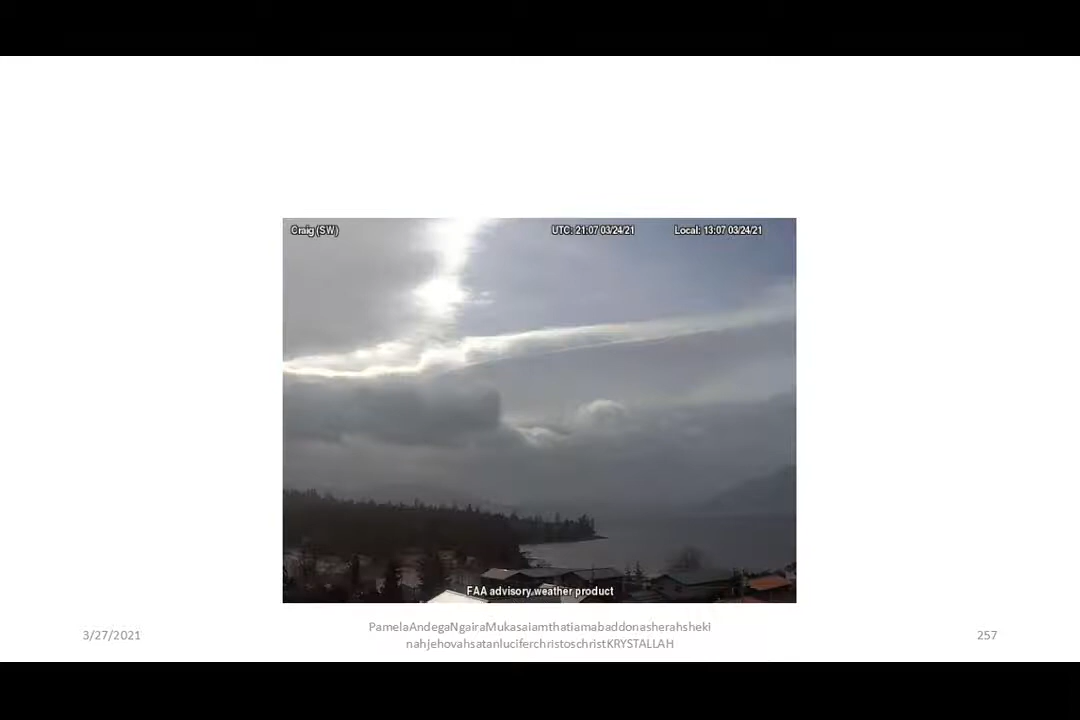 Craig (SW) UTC: 21:07 03/24/21 Local: 13:07 03/24/21
FAA advisory weather product
3/27/2021
PamelaAndegaNgairaMukasaiamthatiamabaddonasherahsheki
nahjehovahsatanluciferchristoschristKRYSTALLAH
257